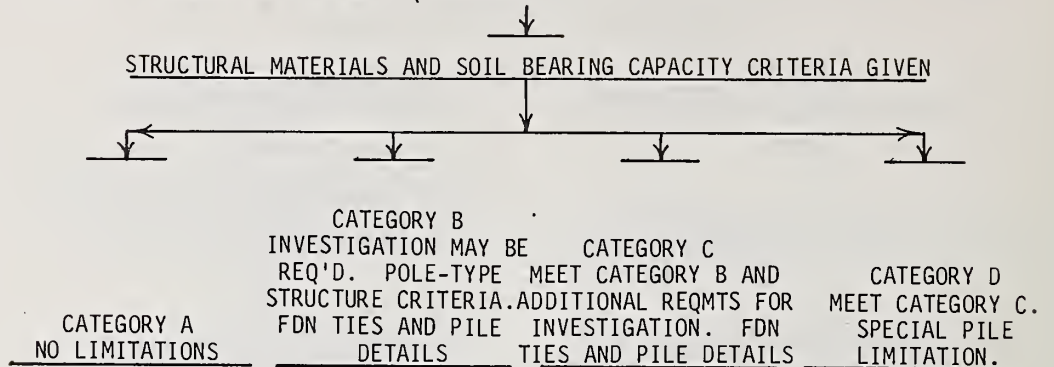 STRUCTURAL MATERIALS AND SOIL BEARING CAPACITY CRITERIA GIVEN
CATEGORY A
NO LIMITATIONS
CATEGORY B
INVESTIGATION MAY BE
REQ'D. POLE-TYPE
STRUCTURE CRITERIA.
FDN TIES AND PILE
DETAILS
CATEGORY C
MEET CATEGORY B AND
ADDITIONAL REQMTS FOR
INVESTIGATION. FDN
TIES AND PILE DETAILS
CATEGORY D
MEET CATEGORY C.
SPECIAL PILE
LIMITATION.